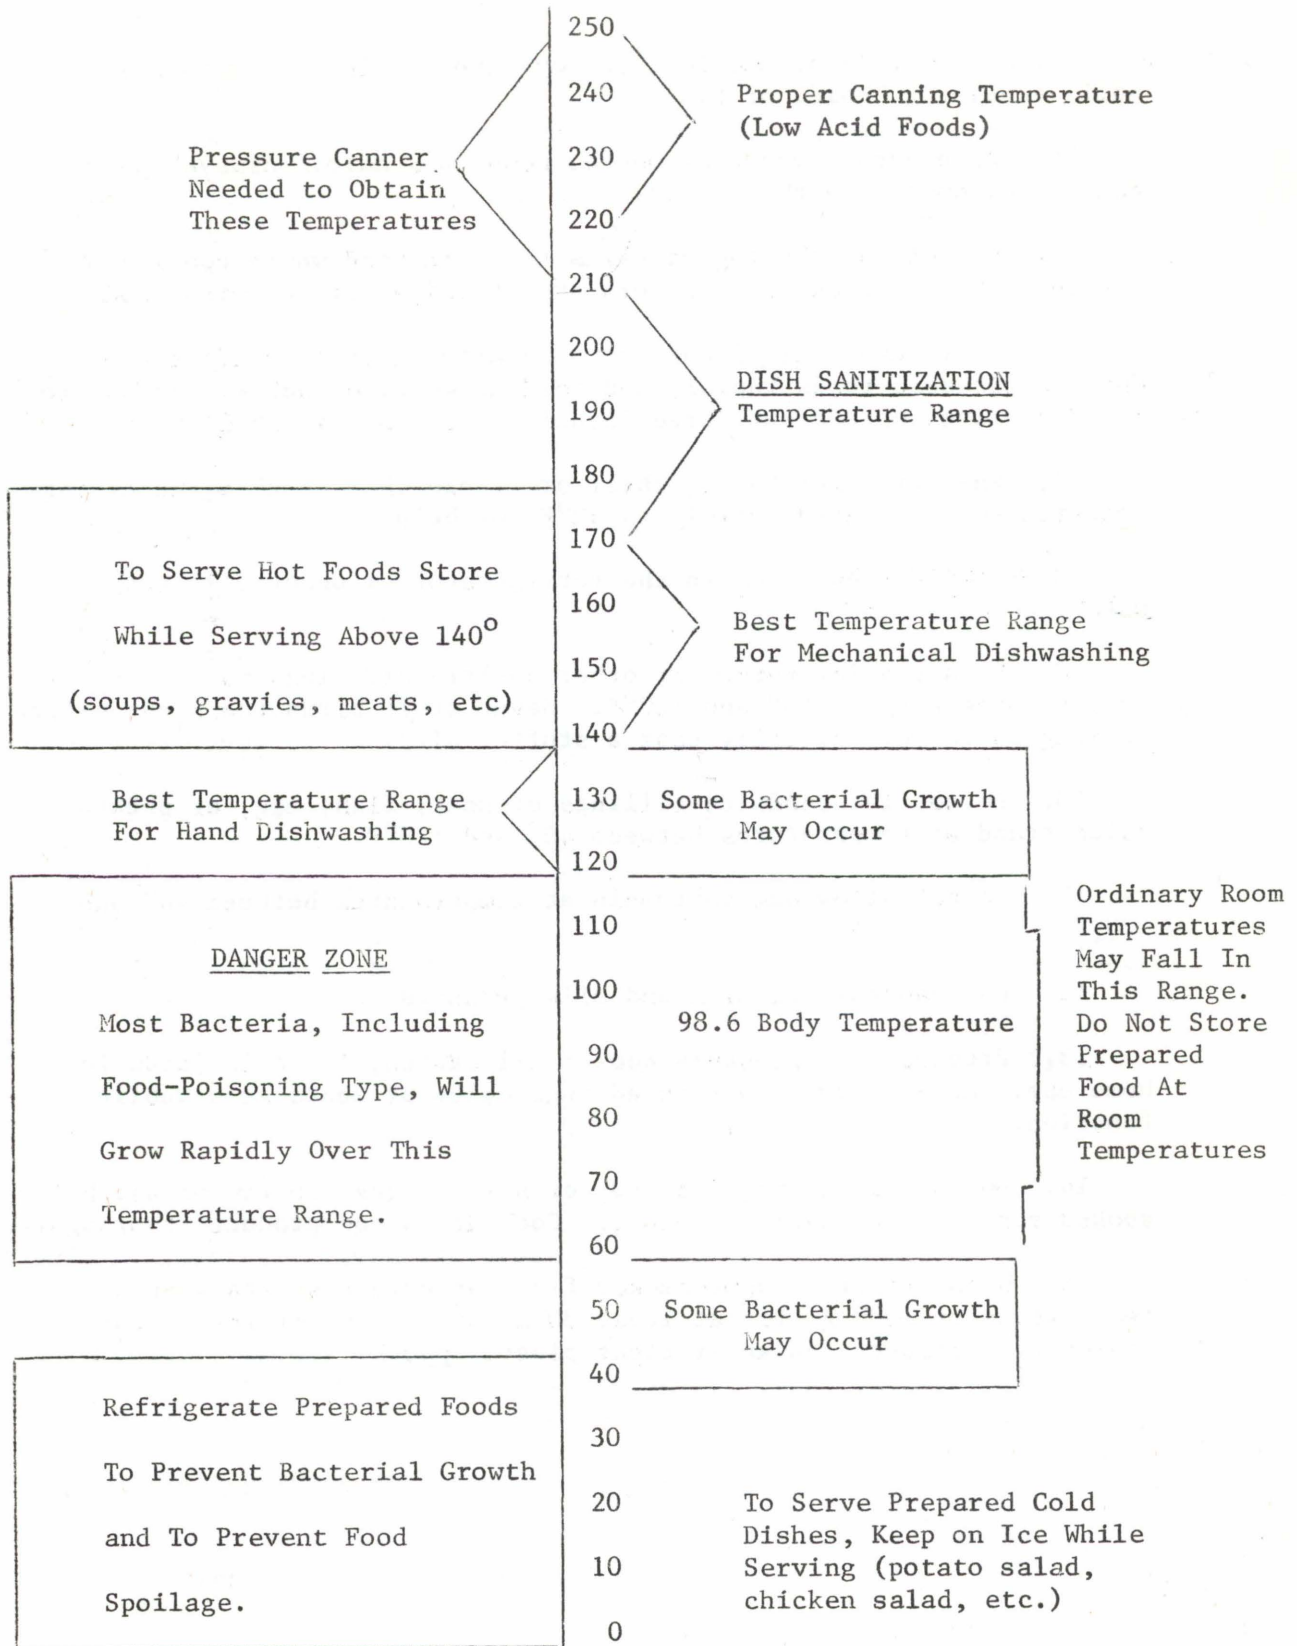 250
240
Proper Canning Temperature
(Low Acid Foods)
Pressure Canner
Needed to Obtain
These Temperatures
230
220
210
200
DISH SANITIZATION
Temperature Range
190
180
170
To Serve Hot Foods Store
While Serving Above 140°
(soups, gravies, meats, etc)
160
Best Temperature Range
For Mechanical Dishwashing
150
140
Best Temperature Range
For Hand Dishwashing
130
Some Bacterial Growth
May Occur
120
110
Ordinary Room
Temperatures
May Fall In
This Range.
Do Not Store
Prepared
Food At
Room
Temperatures
DANGER ZONE
Most Bacteria, Including
Food-Poisoning Type, Will
Grow Rapidly Over This
Temperature Range.
100
98.6 Body Temperature
90
80
70
60
50
Some Bacterial Growth
May Occur
40
Refrigerate Prepared Foods
To Prevent Bacterial Growth
and To Prevent Food
Spoilage.
30
20
To Serve Prepared Cold
Dishes, Keep on Ice While
Serving (potato salad,
chicken salad, etc.)
10
0